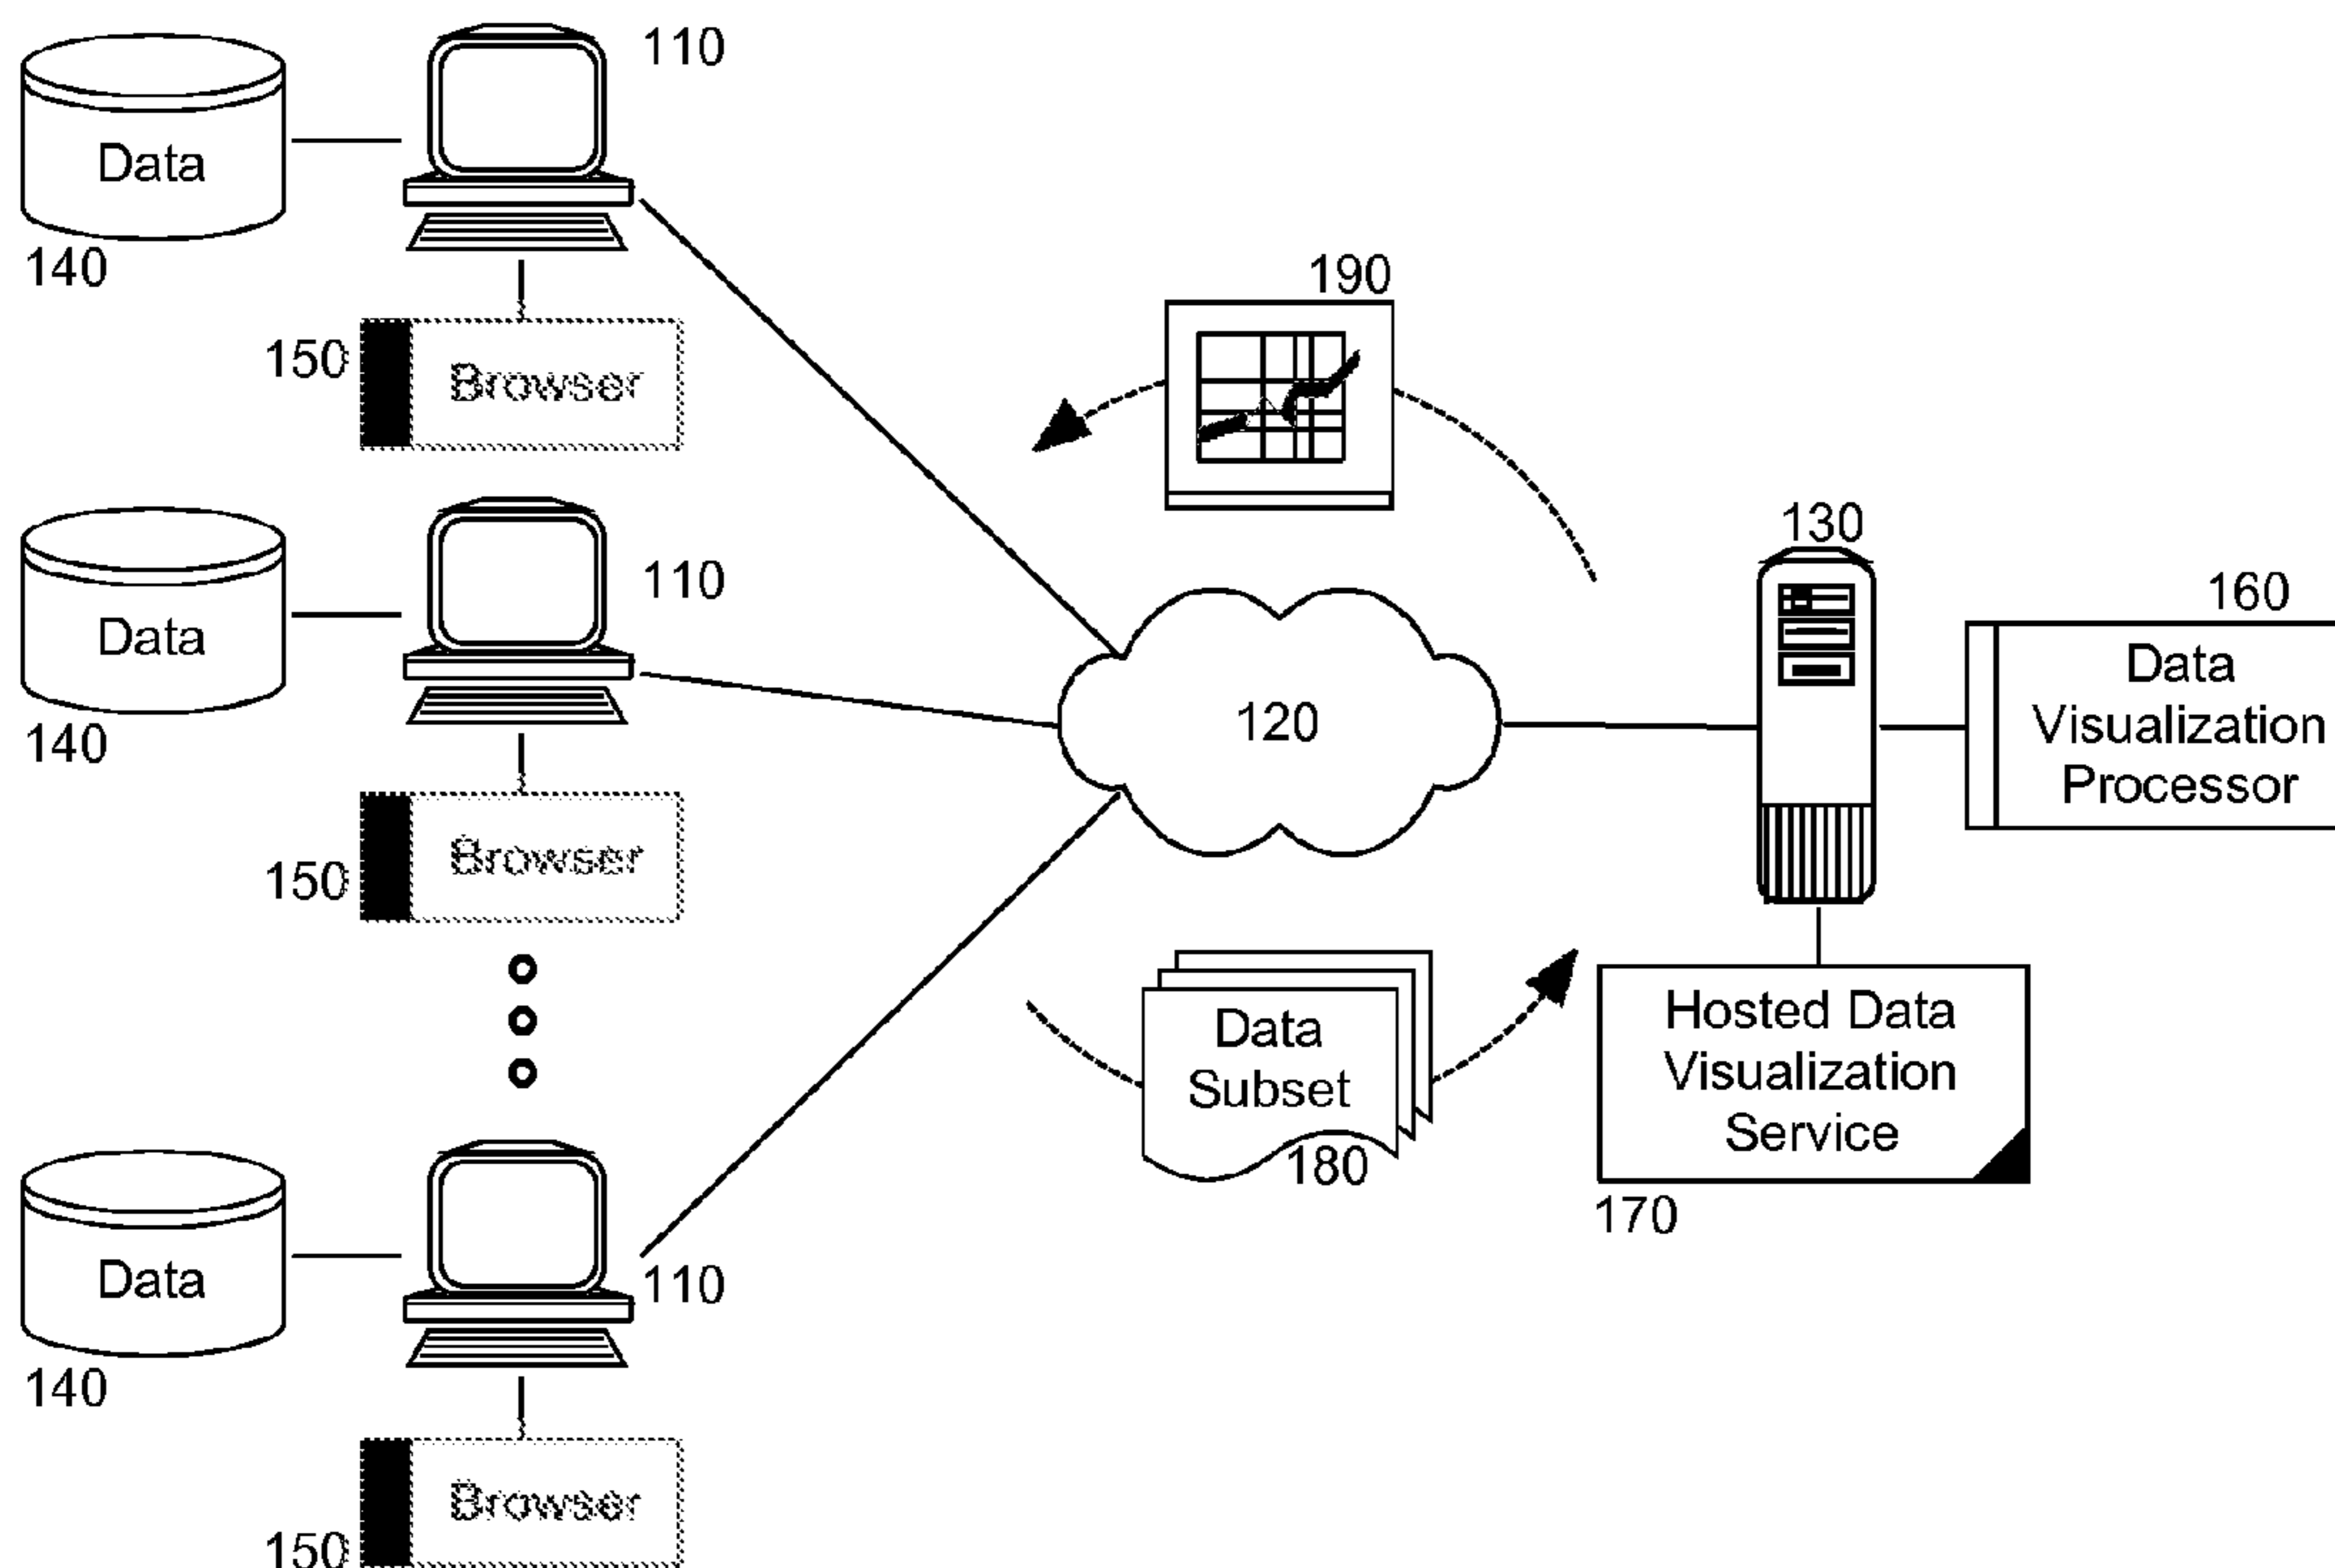 110
Data
140
150
Browser
190
110
Data
140
130
160
Data
Visualization
Processor
120
150
Browser
Data
Subset
180
Hosted Data
Visualization
Service
170
110
Data
140
150
Browser